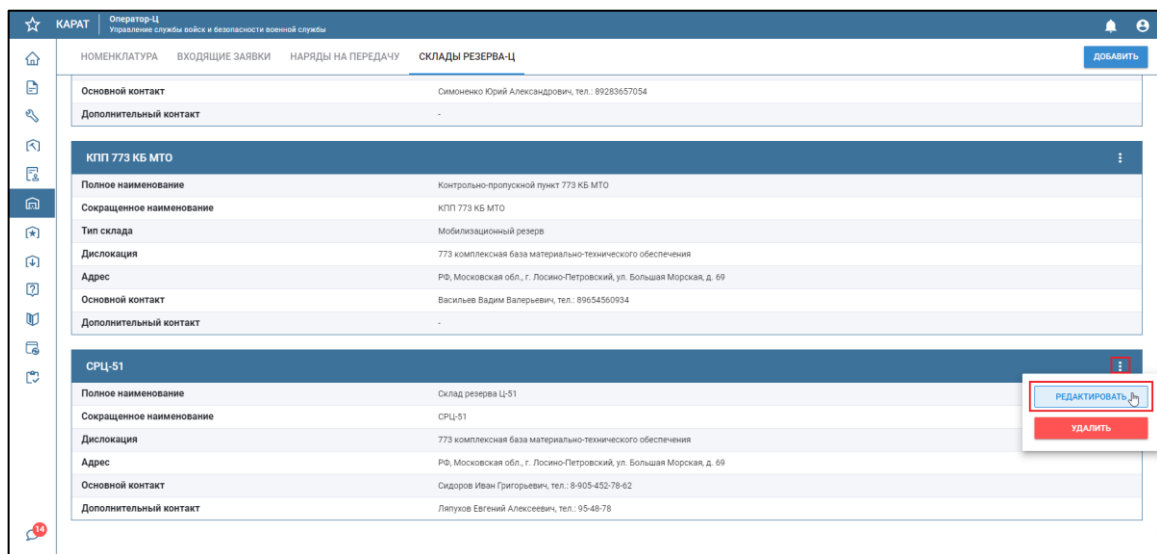 КАРАТ
Оператор-Ц
Управление службы войск и безопасности военной службы
НОМЕНКЛАТУРА ВХОДЯЩИЕ ЗАЯВКИ НАРЯДЫ НА ПЕРЕДАЧУ СКЛАДЫ РЕЗЕРВА-Ц ДОБАВИТЬ
Основной контакт Симоненко Юрий Александрович, тел.: 89283657054
Дополнительный контакт -
КПП 773 КБ МТО
Полное наименование Контрольно-пропускной пункт 773 КБ МТО
Сокращенное наименование КПП 773 КБ МТО
Тип склада Мобилизационный резерв
Дислокация 773 комплексная база материально-технического обеспечения
Адрес РФ, Московская обл., г. Лосино-Петровский, ул. Большая Морская, д. 69
Основной контакт Васильев Вадим Валерьевич, тел.: 89654560934
Дополнительный контакт -
СРЦ-51
Полное наименование Склад резерва Ц-51
РЕДАКТИРОВАТЬ
Сокращенное наименование СРЦ-51
УДАЛИТЬ
Дислокация 773 комплексная база материально-технического обеспечения
Адрес РФ, Московская обл., г. Лосино-Петровский, ул. Большая Морская, д. 69
Основной контакт Сидоров Иван Григорьевич, тел.: 8-905-452-78-62
Дополнительный контакт Ляпухов Евгений Алексеевич, тел.: 95-48-78
14